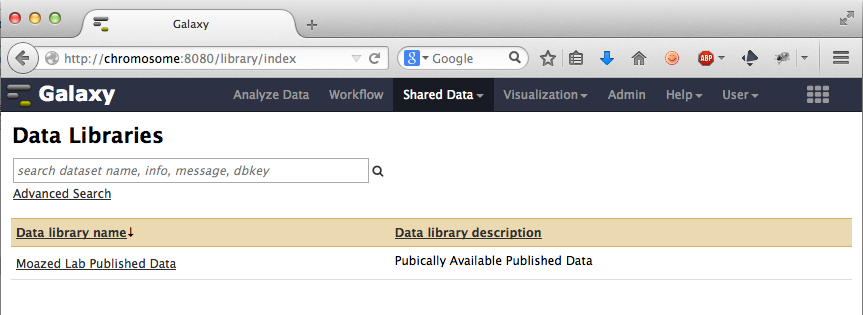 Galaxy
http://chromosome:8080/library/index
Google
ABP
Galaxy
Analyze Data Workflow Shared Data Visualization Admin Help User
Data Libraries
search dataset name, info, message, dbkey
Advanced Search
Data library name↓ Data library description
Moazed Lab Published Data Pubically Available Published Data